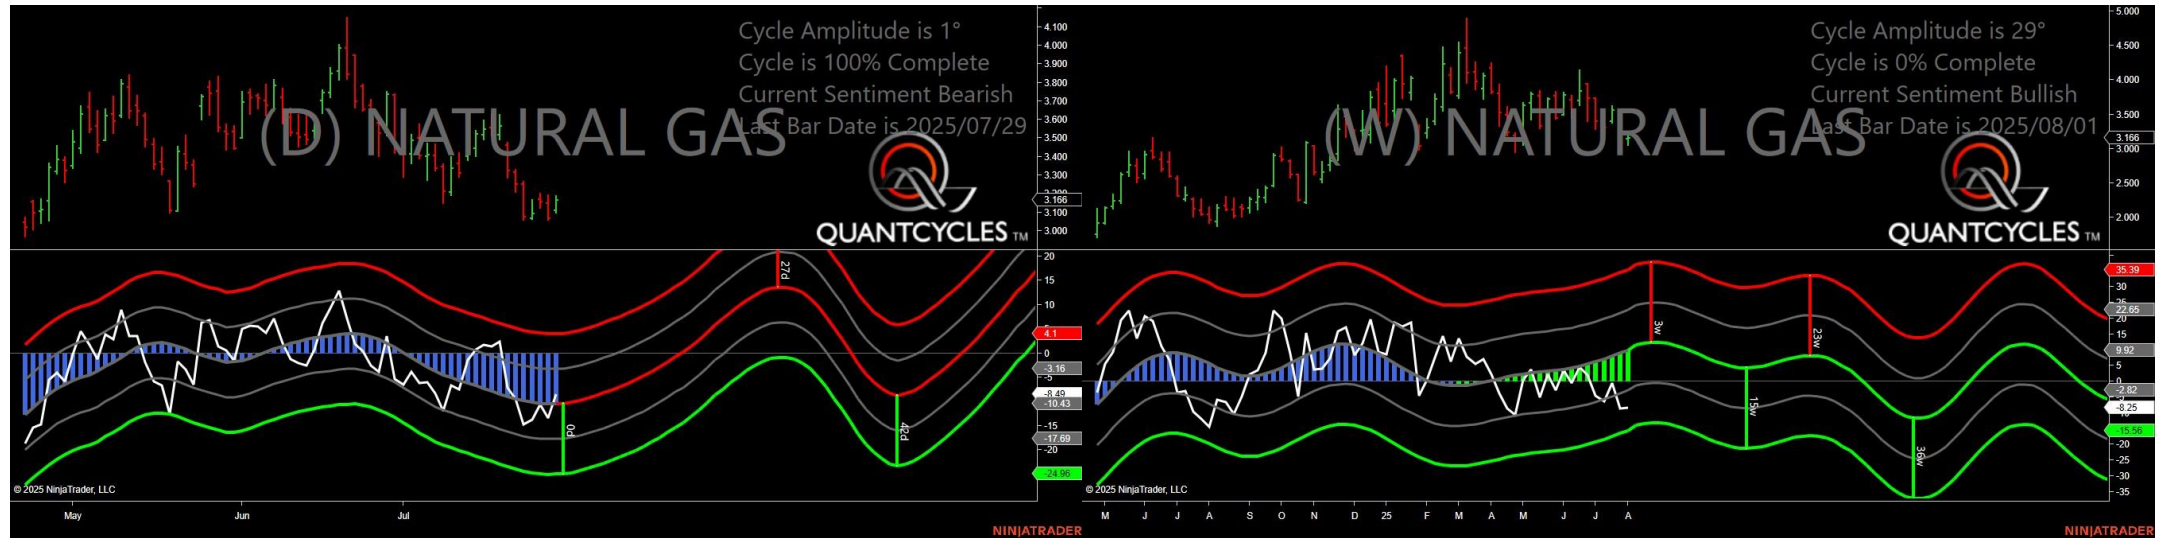 Cycle Amplitude is 1°
Cycle is 100% Complete
Current Sentiment Bearish
Last Bar Date is 2025/07/29
(D) NATURAL GAS
QUANTCYCLES TM
4.100
4.000
3.900
3.800
3.700
3.600
3.500
3.400
3.300
3.166
3.100
3.000
27d
0d
42d
20
15
10
4.1
0
-3.16
-5
-8.49
-10.43
-15
-17.69
-20
-24.96
© 2025 NinjaTrader, LLC
May
Jun
Jul
NINJATRADER
Cycle Amplitude is 29°
Cycle is 0% Complete
Current Sentiment Bullish
Last Bar Date is 2025/08/01
(W) NATURAL GAS
QUANTCYCLES TM
5.000
4.500
4.000
3.500
3.166
3.000
2.500
2.000
3w
23w
15w
36w
35.39
30
25
22.65
20
15
9.92
5
0
-2.82
-8.25
-15.56
-20
-25
-30
-35
© 2025 NinjaTrader, LLC
M J J A S O N D 25 F M A M J J A
NINJATRADER